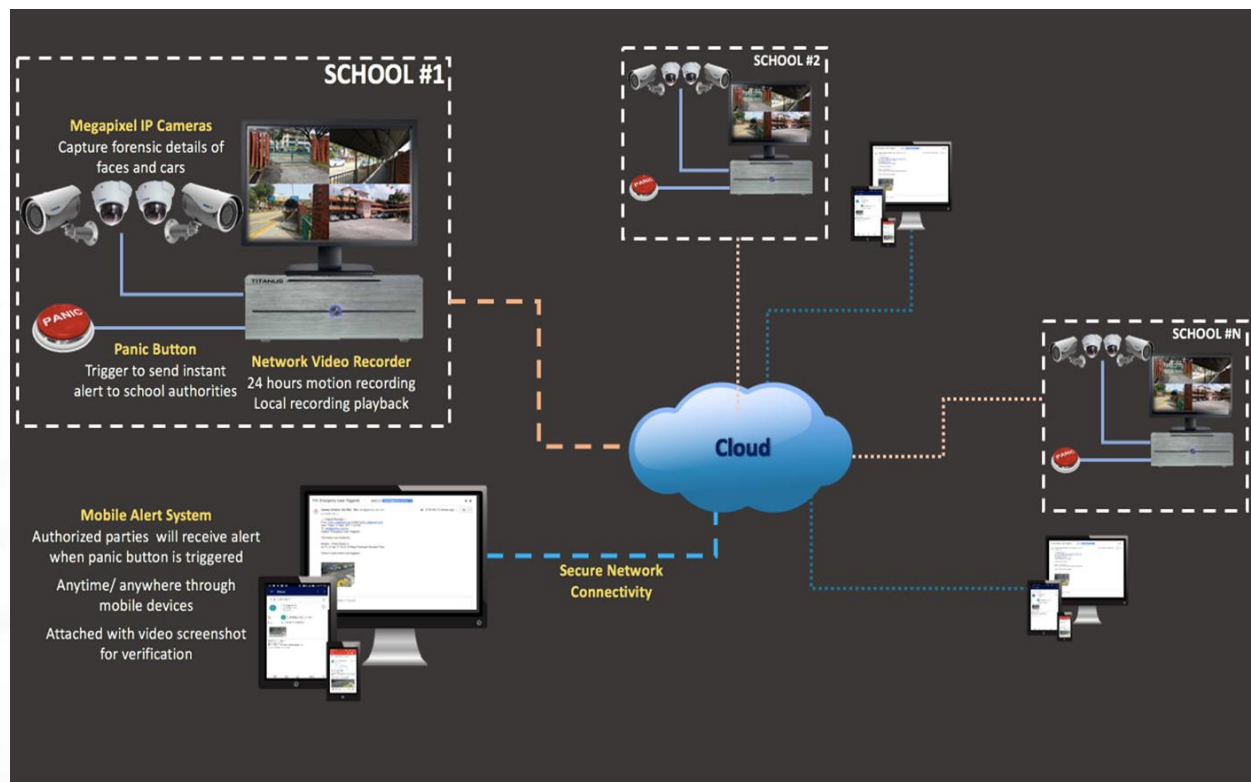 SCHOOL #1
Megapixel IP Cameras
Capture forensic details of
faces and cars
TITANUS
PANIC
Panic Button
Trigger to send instant
alert to school authorities
Network Video Recorder
24 hours motion recording
Local recording playback
SCHOOL #2
PANIC
SCHOOL #N
PANIC
Cloud
Mobile Alert System
Authorized parties will receive alert
when panic button is triggered
Anytime/ anywhere through
mobile devices
Attached with video screenshot
for verification
Secure Network
Connectivity